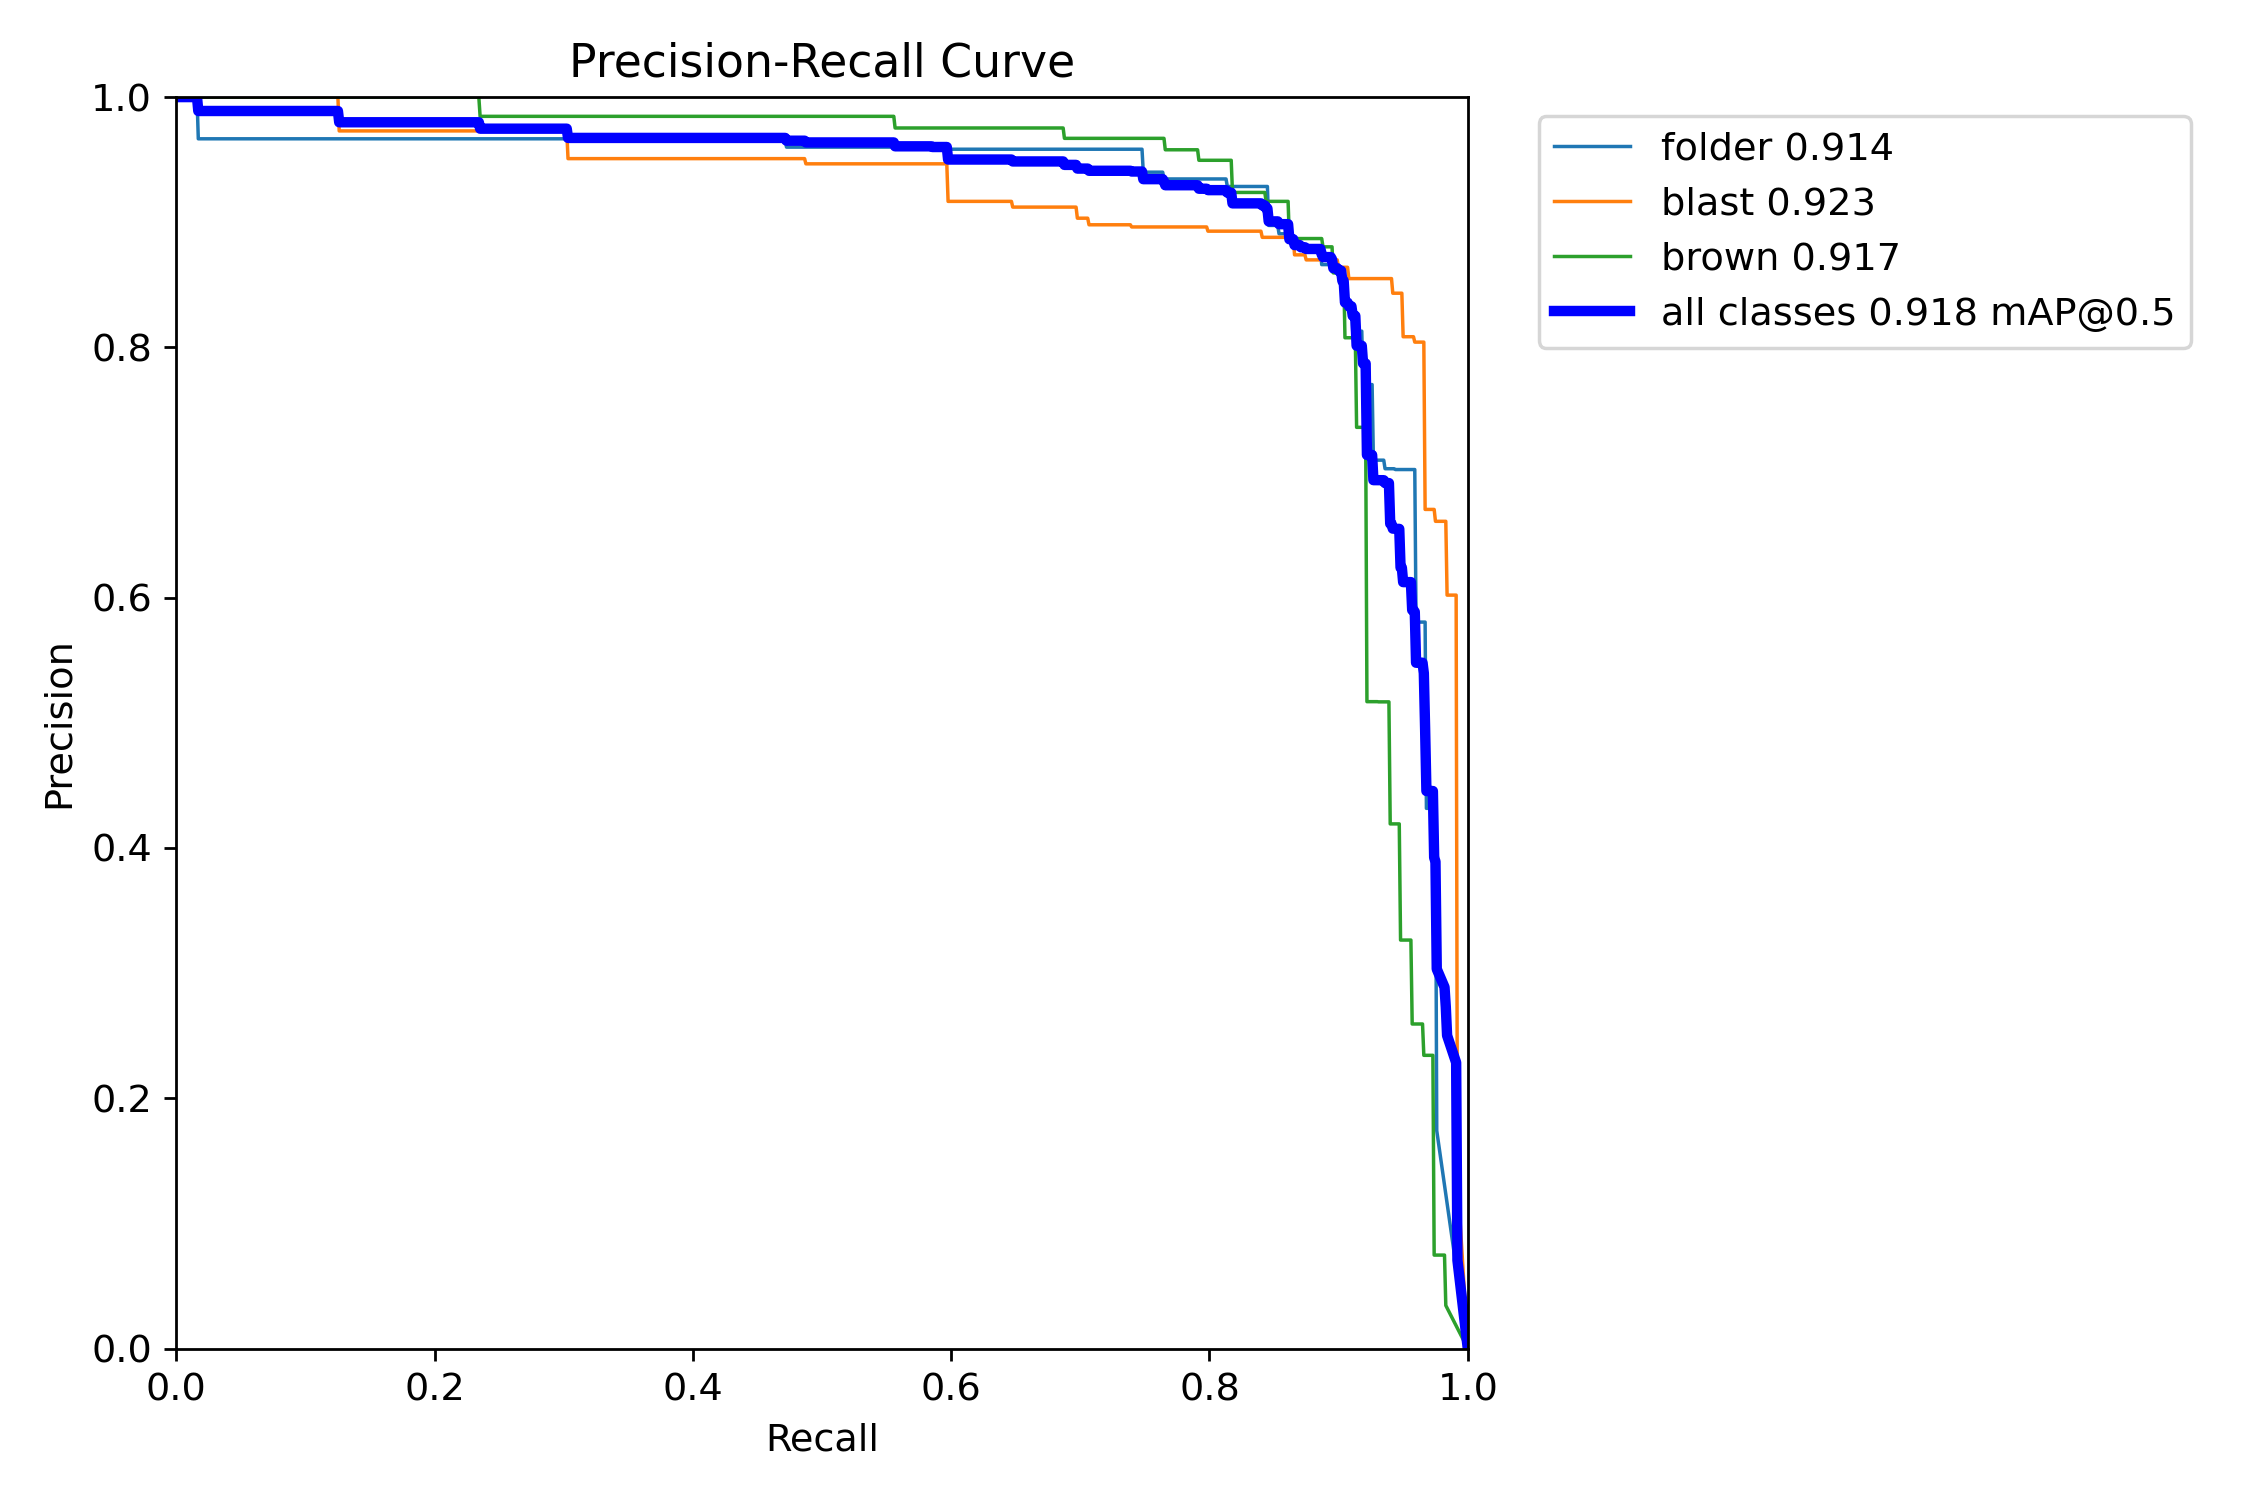 Precision-Recall Curve
1.0
0.8
0.6
0.4
0.2
0.0
Precision
0.0 0.2 0.4 0.6 0.8 1.0
Recall
folder 0.914
blast 0.923
brown 0.917
all classes 0.918 mAP@0.5